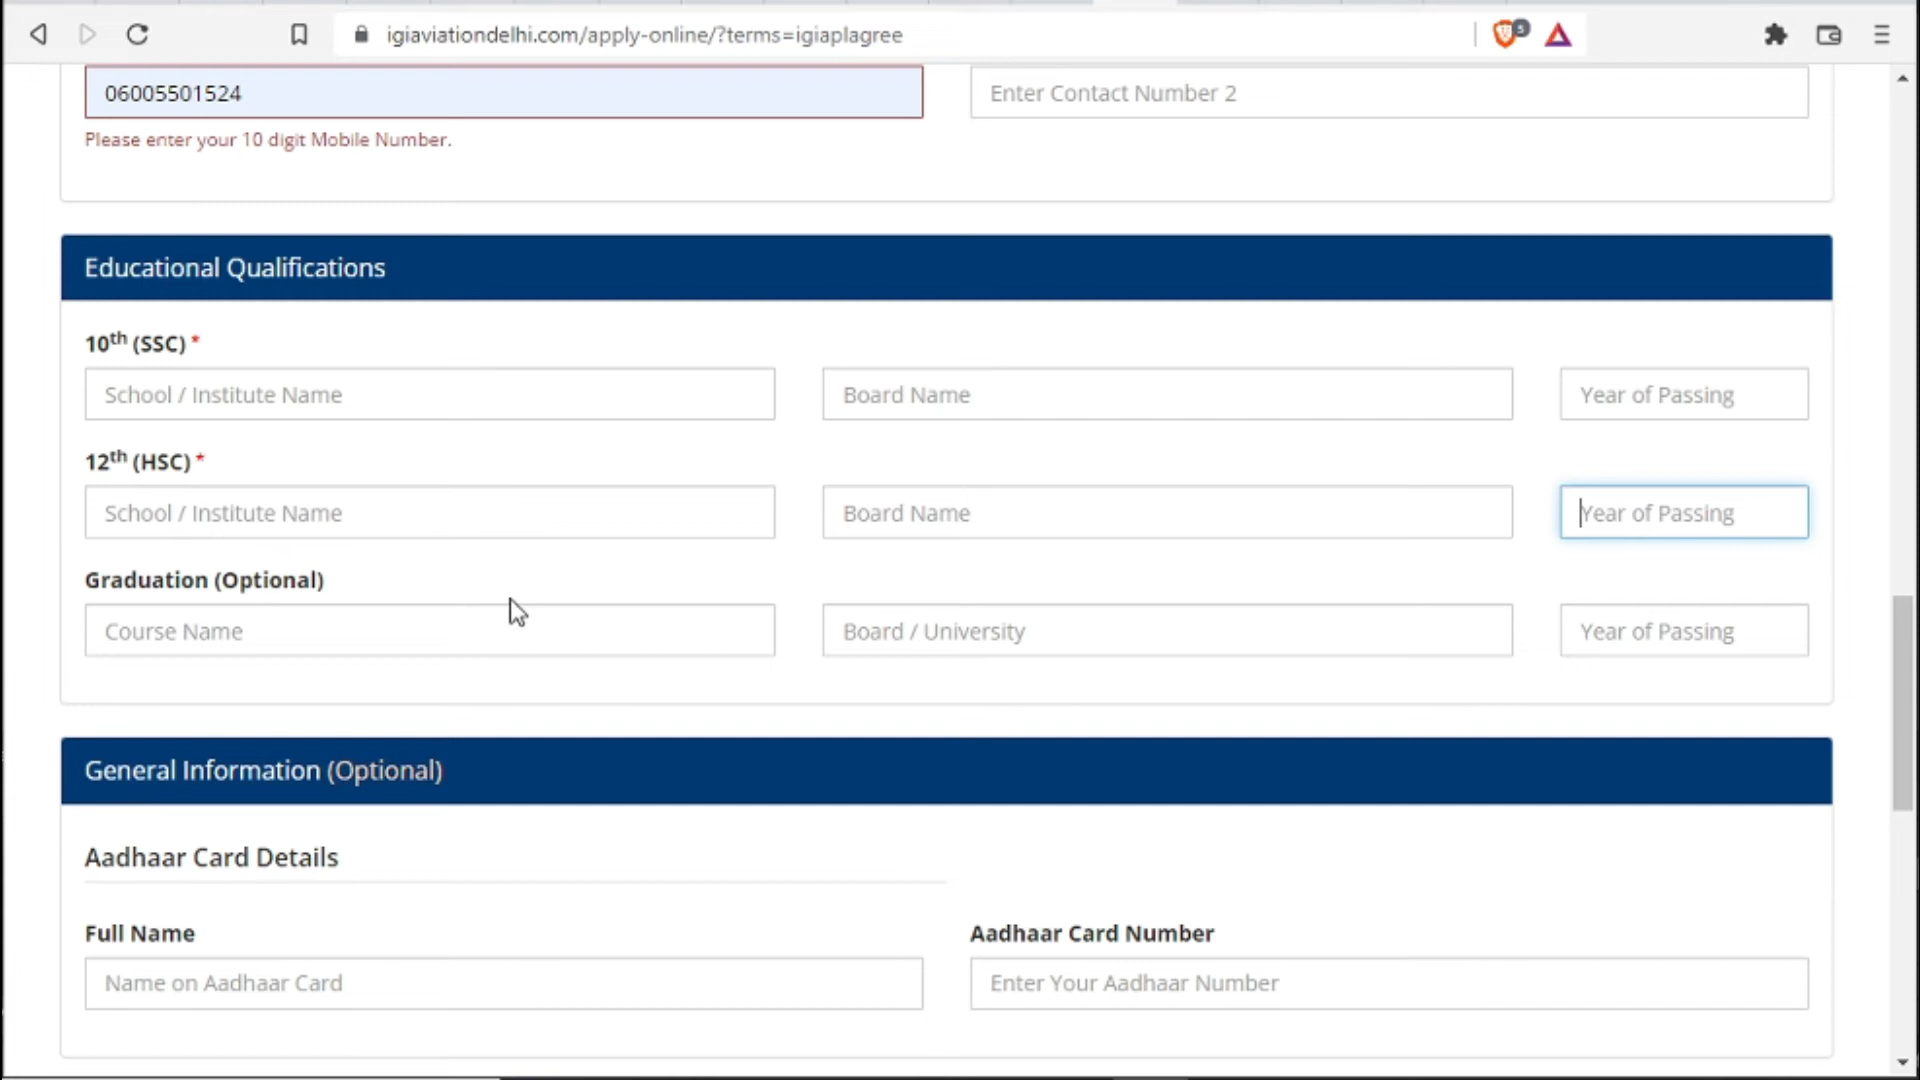 igiaviationdelhi.com/apply-online/?terms=igiaplagree
5
06005501524
Enter Contact Number 2
Please enter your 10 digit Mobile Number.
Educational Qualifications
10th (SSC) *
School / Institute Name
Board Name
Year of Passing
12th (HSC) *
School / Institute Name
Board Name
Year of Passing
Graduation (Optional)
Course Name
Board / University
Year of Passing
General Information (Optional)
Aadhaar Card Details
Full Name
Aadhaar Card Number
Name on Aadhaar Card
Enter Your Aadhaar Number